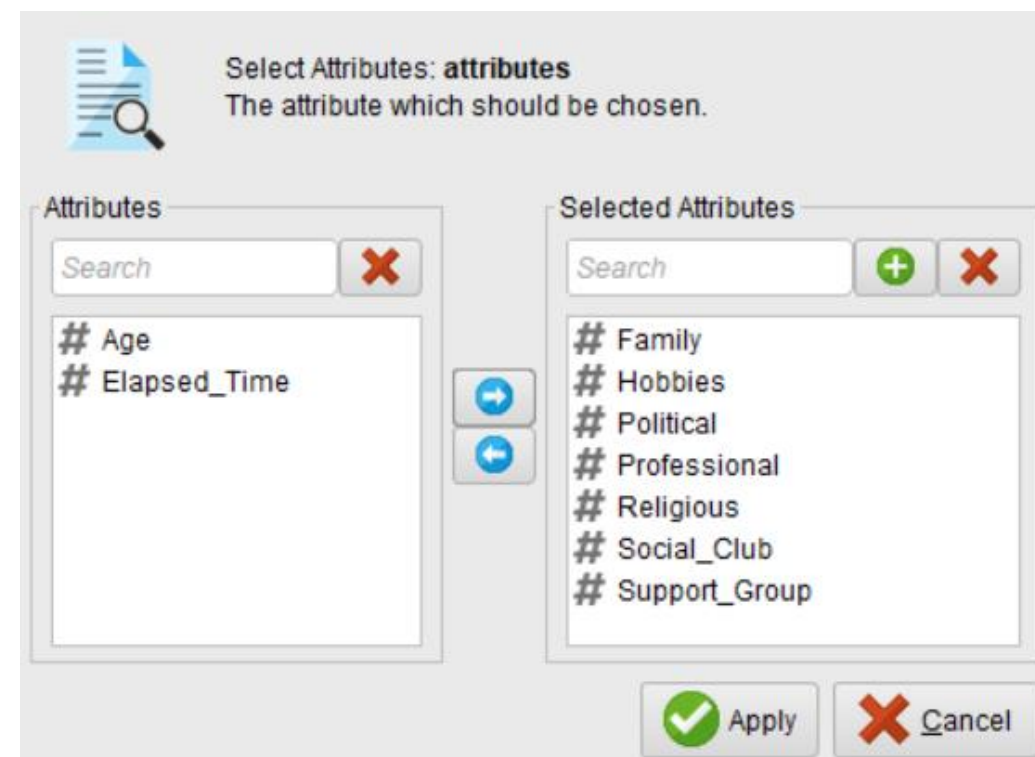 Select Attributes: attributes
The attribute which should be chosen.
Attributes
Search
# Age
# Elapsed_Time
Selected Attributes
Search
# Family
# Hobbies
# Political
# Professional
# Religious
# Social_Club
# Support_Group
Apply
Cancel